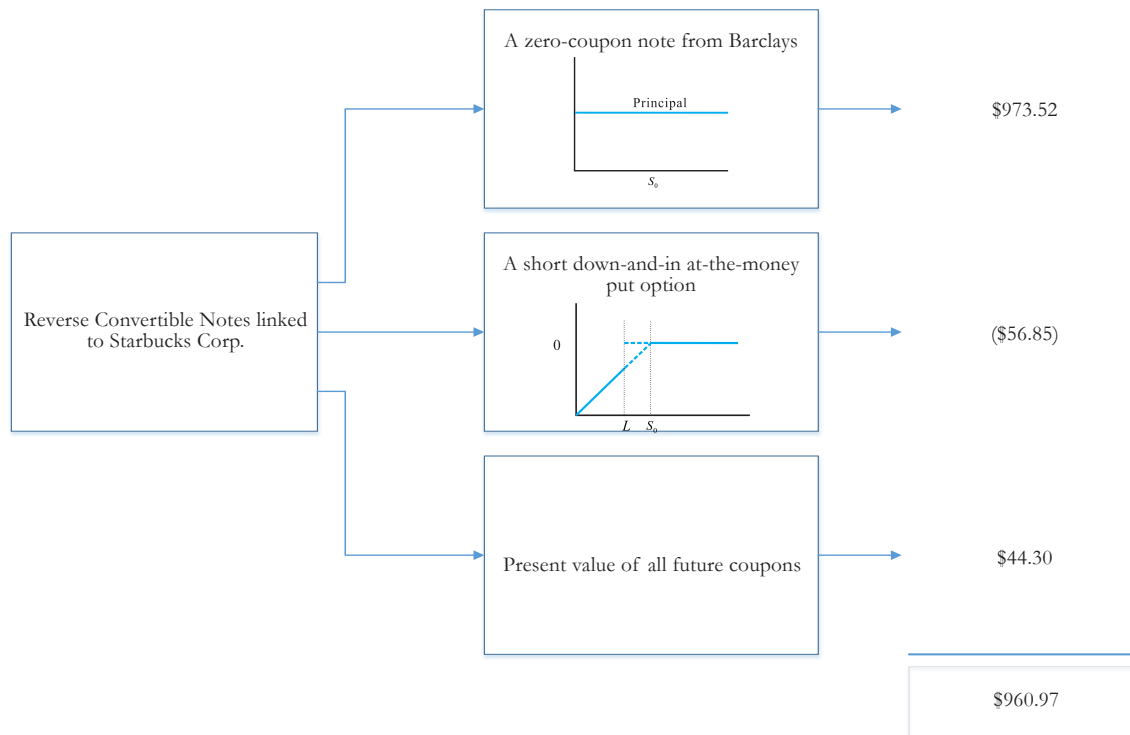 A zero-coupon note from Barclays
Principal
S₀
$973.52
Reverse Convertible Notes linked
to Starbucks Corp.
A short down-and-in at-the-money
put option
0
L S₀
($56.85)
Present value of all future coupons
$44.30
$960.97